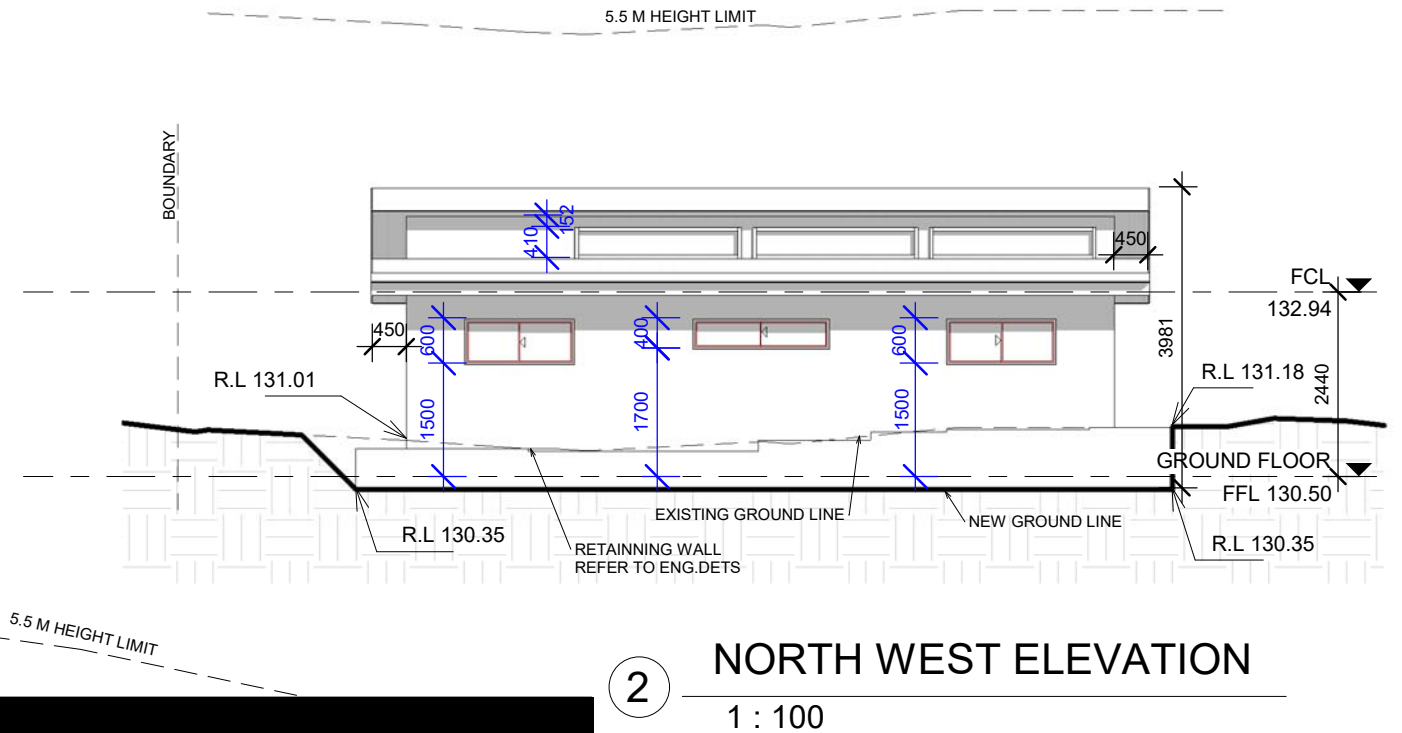 5.5 M HEIGHT LIMIT
BOUNDARY
152
410
450
FCL
132.94
3981
450
600
400
600
R.L 131.01
R.L 131.18
2440
1500
1700
1500
GROUND FLOOR
FFL 130.50
EXISTING GROUND LINE
NEW GROUND LINE
R.L 130.35
R.L 130.35
RETAINNING WALL
REFER TO ENG.DETS
5.5 M HEIGHT LIMIT
2
NORTH WEST ELEVATION
1 : 100